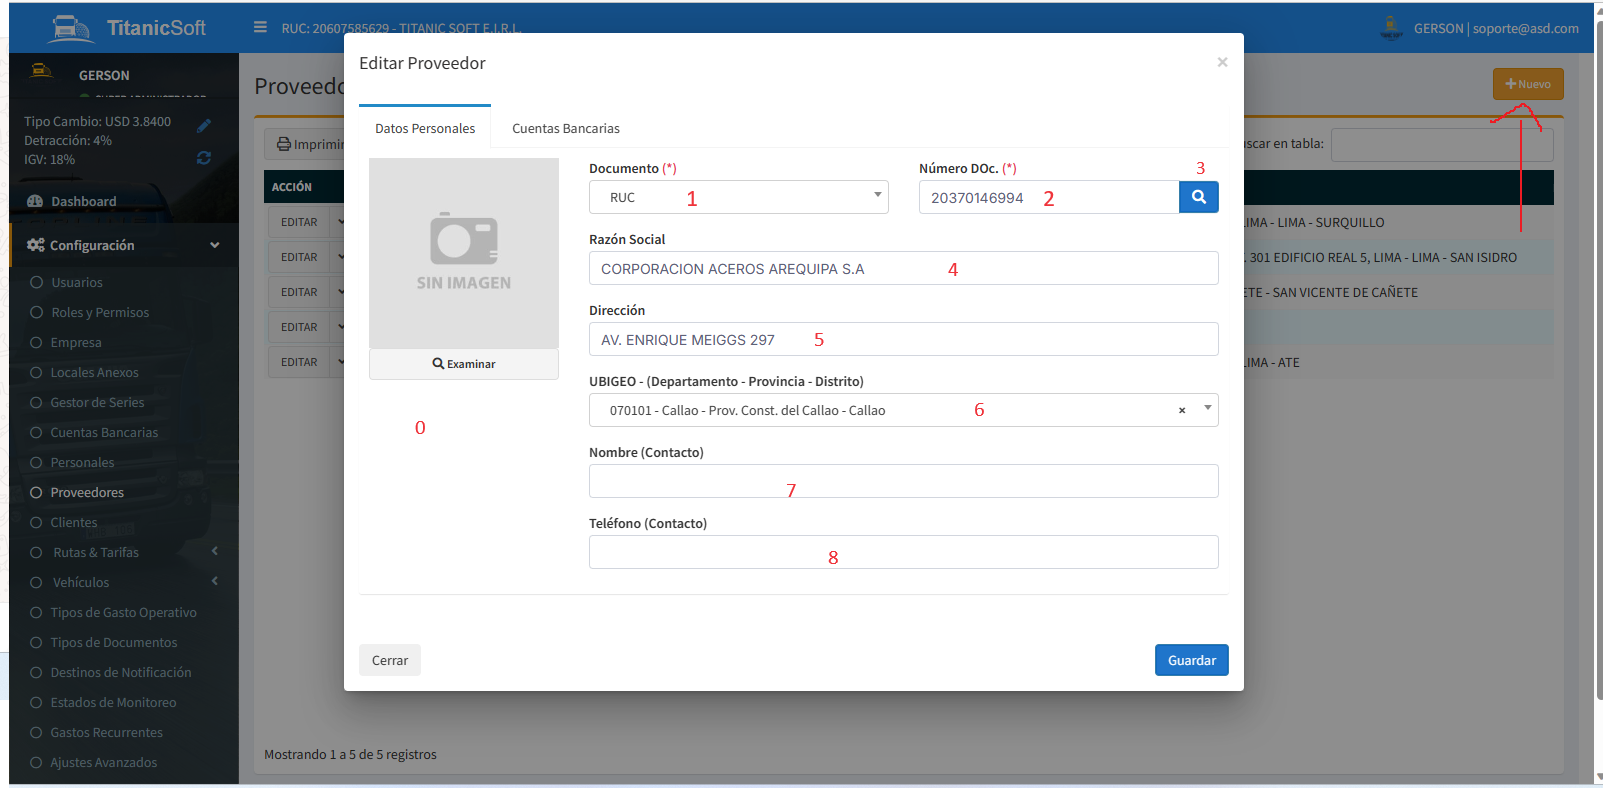 TitanicSoft
RUC: 20607585629 - TITANIC SOFT E.I.R.L.
GERSON | soporte@asd.com
GERSON
SUPER ADMINISTRADOR
Tipo Cambio: USD 3.8400
Detracción: 4%
IGV: 18%
Dashboard
Configuración
Usuarios
Roles y Permisos
Empresa
Locales Anexos
Gestor de Series
Cuentas Bancarias
Personales
Proveedores
Clientes
Rutas & Tarifas
Vehículos
Tipos de Gasto Operativo
Tipos de Documentos
Destinos de Notificación
Estados de Monitoreo
Gastos Recurrentes
Ajustes Avanzados
Proveedo
Nuevo
Imprimir
uscar en tabla:
ACCIÓN
EDITAR
IMA - LIMA - SURQUILLO
EDITAR
. 301 EDIFICIO REAL 5, LIMA - LIMA - SAN ISIDRO
EDITAR
ETE - SAN VICENTE DE CAÑETE
EDITAR
EDITAR
LIMA - ATE
Mostrando 1 a 5 de 5 registros
Editar Proveedor
×
Datos Personales
Cuentas Bancarias
SIN IMAGEN
Examinar
0
Documento (*)
RUC
1
Número DOc. (*)
3
20370146994
2
Razón Social
CORPORACION ACEROS AREQUIPA S.A
4
Dirección
AV. ENRIQUE MEIGGS 297
5
UBIGEO - (Departamento - Provincia - Distrito)
070101 - Callao - Prov. Const. del Callao - Callao
6
×
Nombre (Contacto)
7
Teléfono (Contacto)
8
Cerrar
Guardar